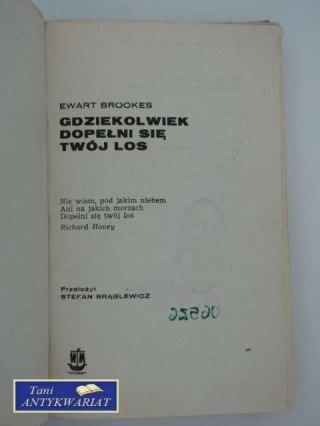 EWART BROOKES
GDZIEKOLWIEK
DOPEŁNI SIĘ
TWÓJ LOS
Nie wiem, pod jakim niebem
Ani na jakich morzach
Dopełni się twój los
Richard Hovey
Przełożył
STEFAN BRĄGLEWICZ
Tani
ANTYKWARIAT